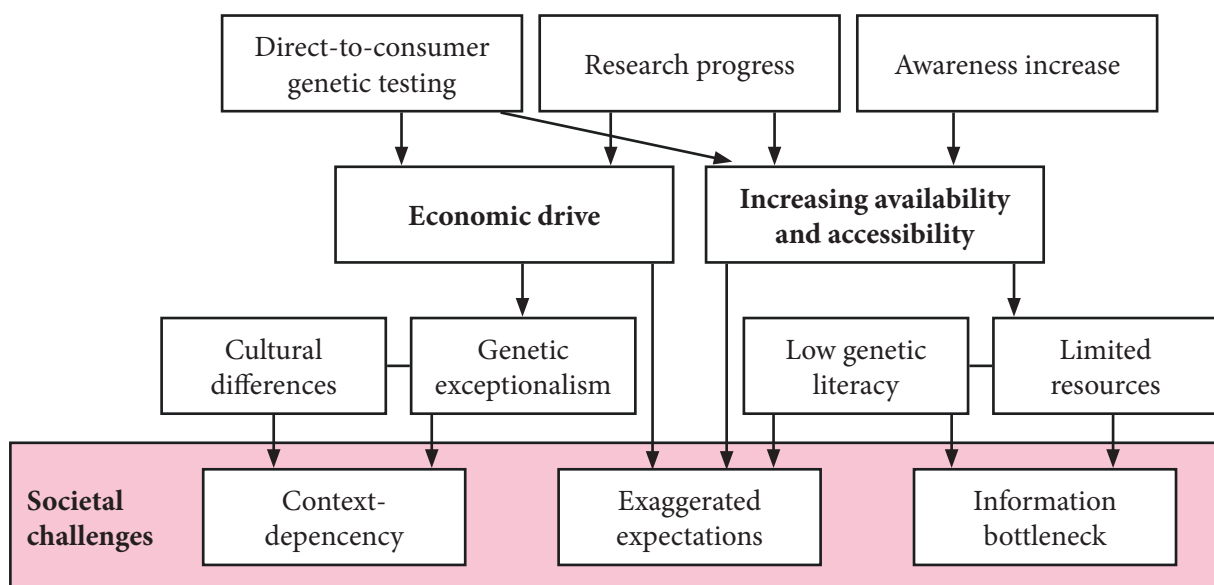 Direct-to-consumer
genetic testing
Research progress
Awareness increase
Economic drive
Increasing availability
and accessibility
Cultural
differences
Genetic
exceptionalism
Low genetic
literacy
Limited
resources
Societal
challenges
Context-
depencency
Exaggerated
expectations
Information
bottleneck